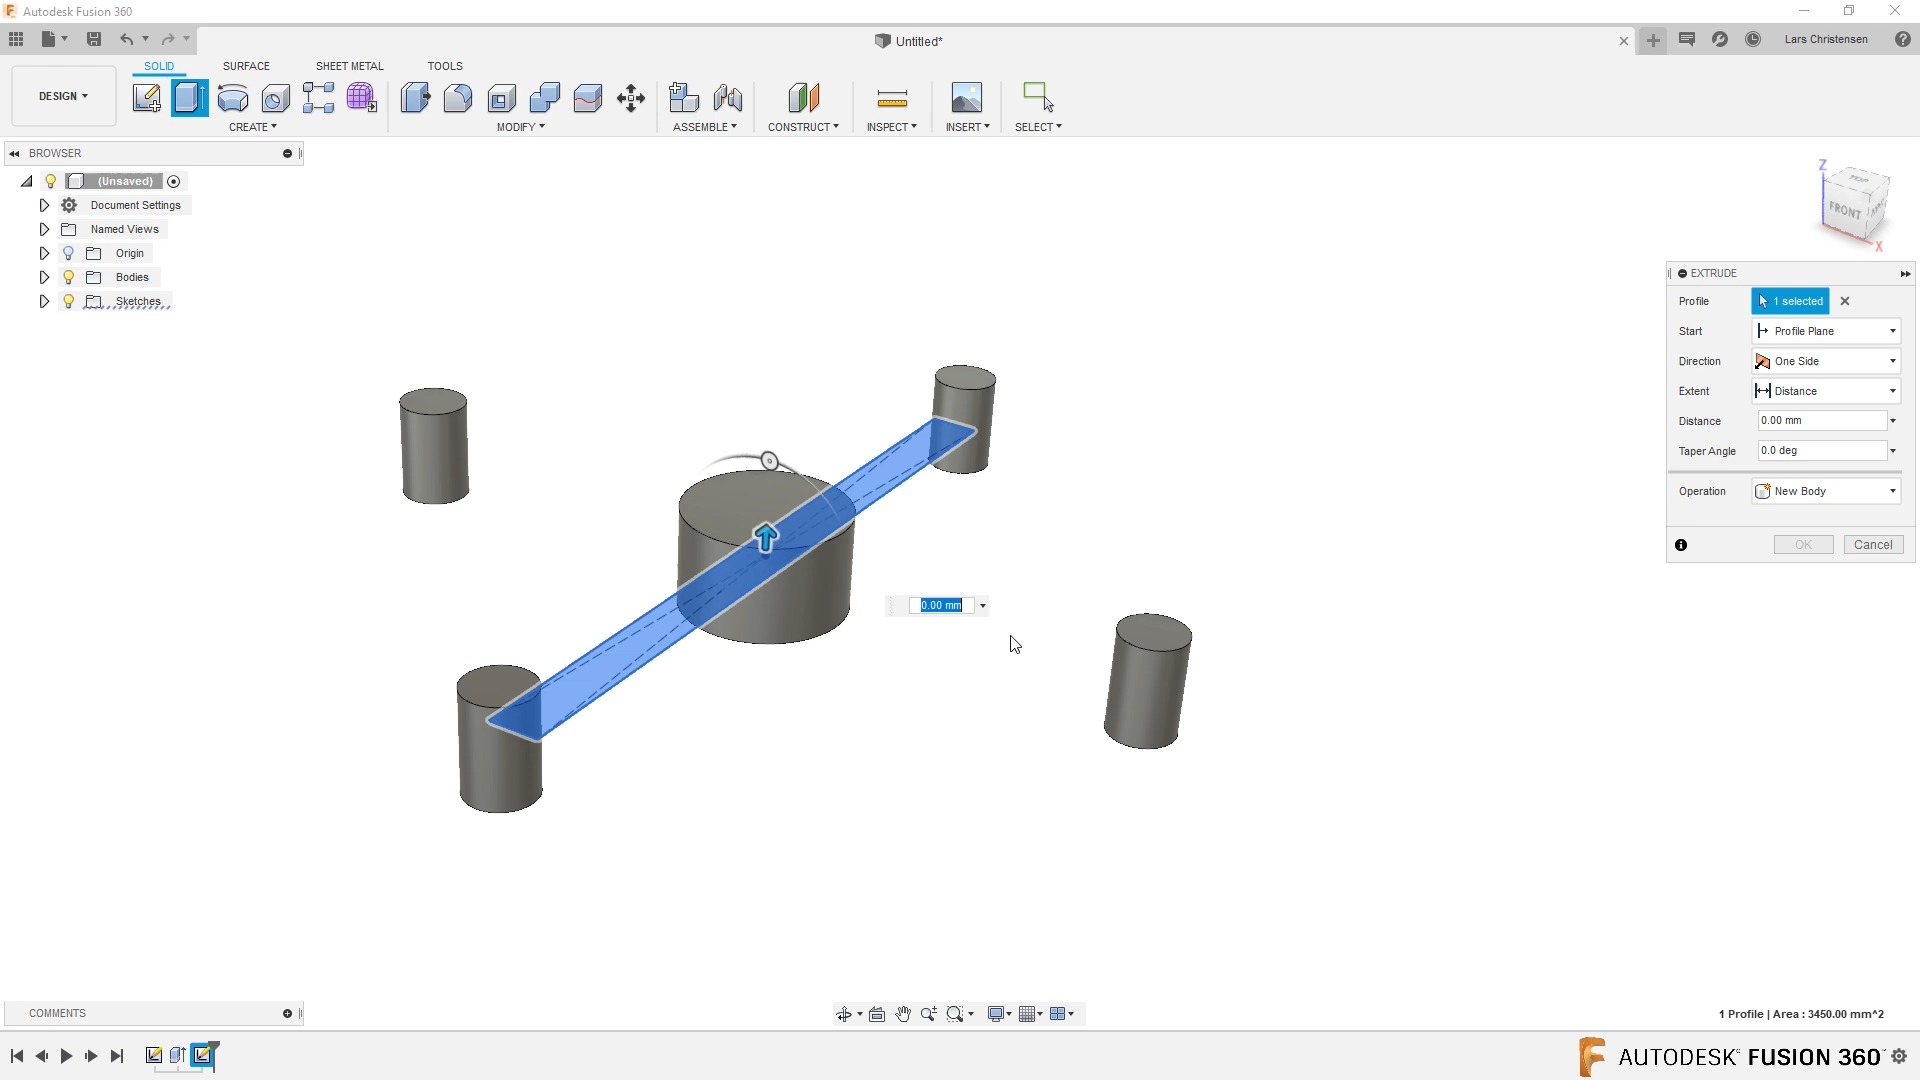 Autodesk Fusion 360
Untitled*
Lars Christensen
DESIGN
SOLID SURFACE SHEET METAL TOOLS
CREATE MODIFY ASSEMBLE CONSTRUCT INSPECT INSERT SELECT
BROWSER
(Unsaved)
Document Settings
Named Views
Origin
Bodies
Sketches
Z
TOP
FRONT
X
EXTRUDE
Profile 1 selected
Start Profile Plane
Direction One Side
Extent Distance
Distance 0.00 mm
Taper Angle 0.0 deg
Operation New Body
OK Cancel
0.00 mm
COMMENTS
1 Profile | Area : 3450.00 mm^2
AUTODESK FUSION 360